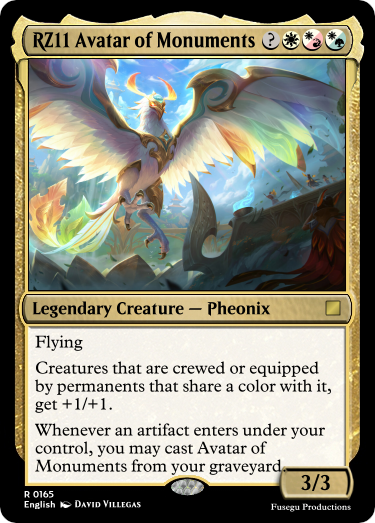 RZ11 Avatar of Monuments ?
Legendary Creature — Pheonix
Flying
Creatures that are crewed or equipped
by permanents that share a color with it,
get +1/+1.
Whenever an artifact enters under your
control, you may cast Avatar of
Monuments from your graveyard.
3/3
R 0165
English DAVID VILLEGAS
Fusegu Productions